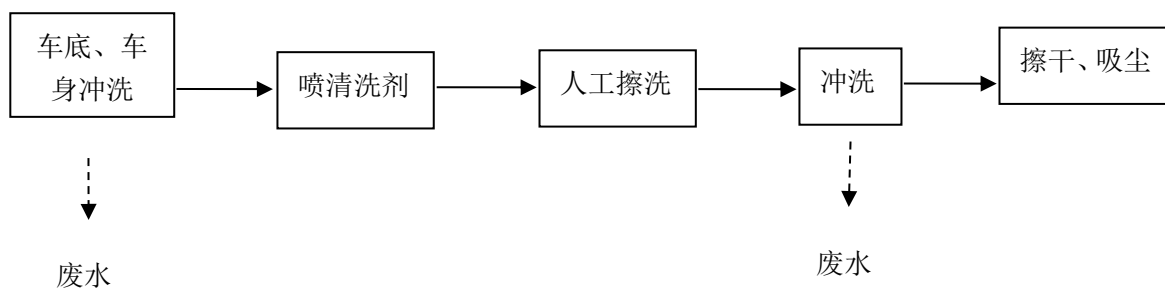 车底、车
身冲洗
喷清洗剂
人工擦洗
冲洗
擦干、吸尘
废水
废水